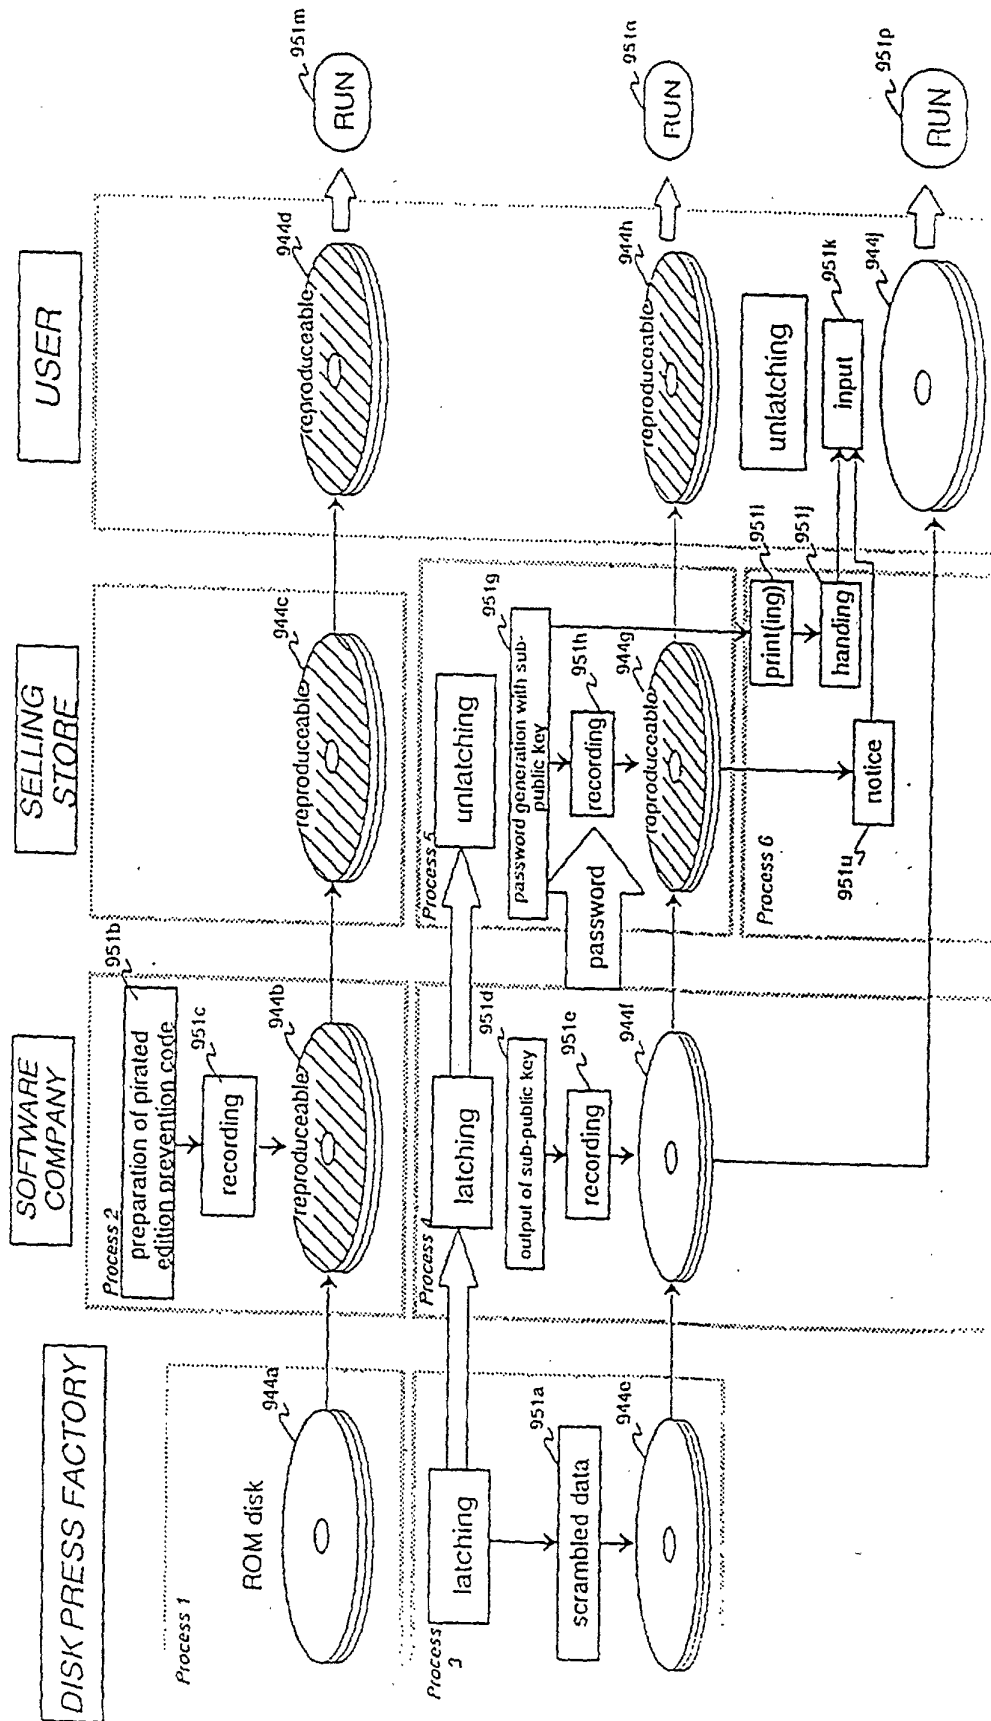 DISK PRESS FACTORY
SOFTWARE
COMPANY
SELLING
STORE
USER
Process 1
ROM disk
944a
Process 2
951b
preparation of pirated
edition prevention code
951c
recording
944b
reproduceable
944c
reproduceable
944d
reproduceable
951m
RUN
Process
3
latching
951a
scrambled data
944e
Process 4
latching
951d
output of sub-public key
951e
recording
944f
Process 5
unlatching
951g
password generation with sub-
public key
951h
recording
password
944g
reproduceable
944h
reproduceable
951n
RUN
Process 6
951i
print(ing)
951j
handing
notice
951u
unlatching
951k
input
944j
951p
RUN